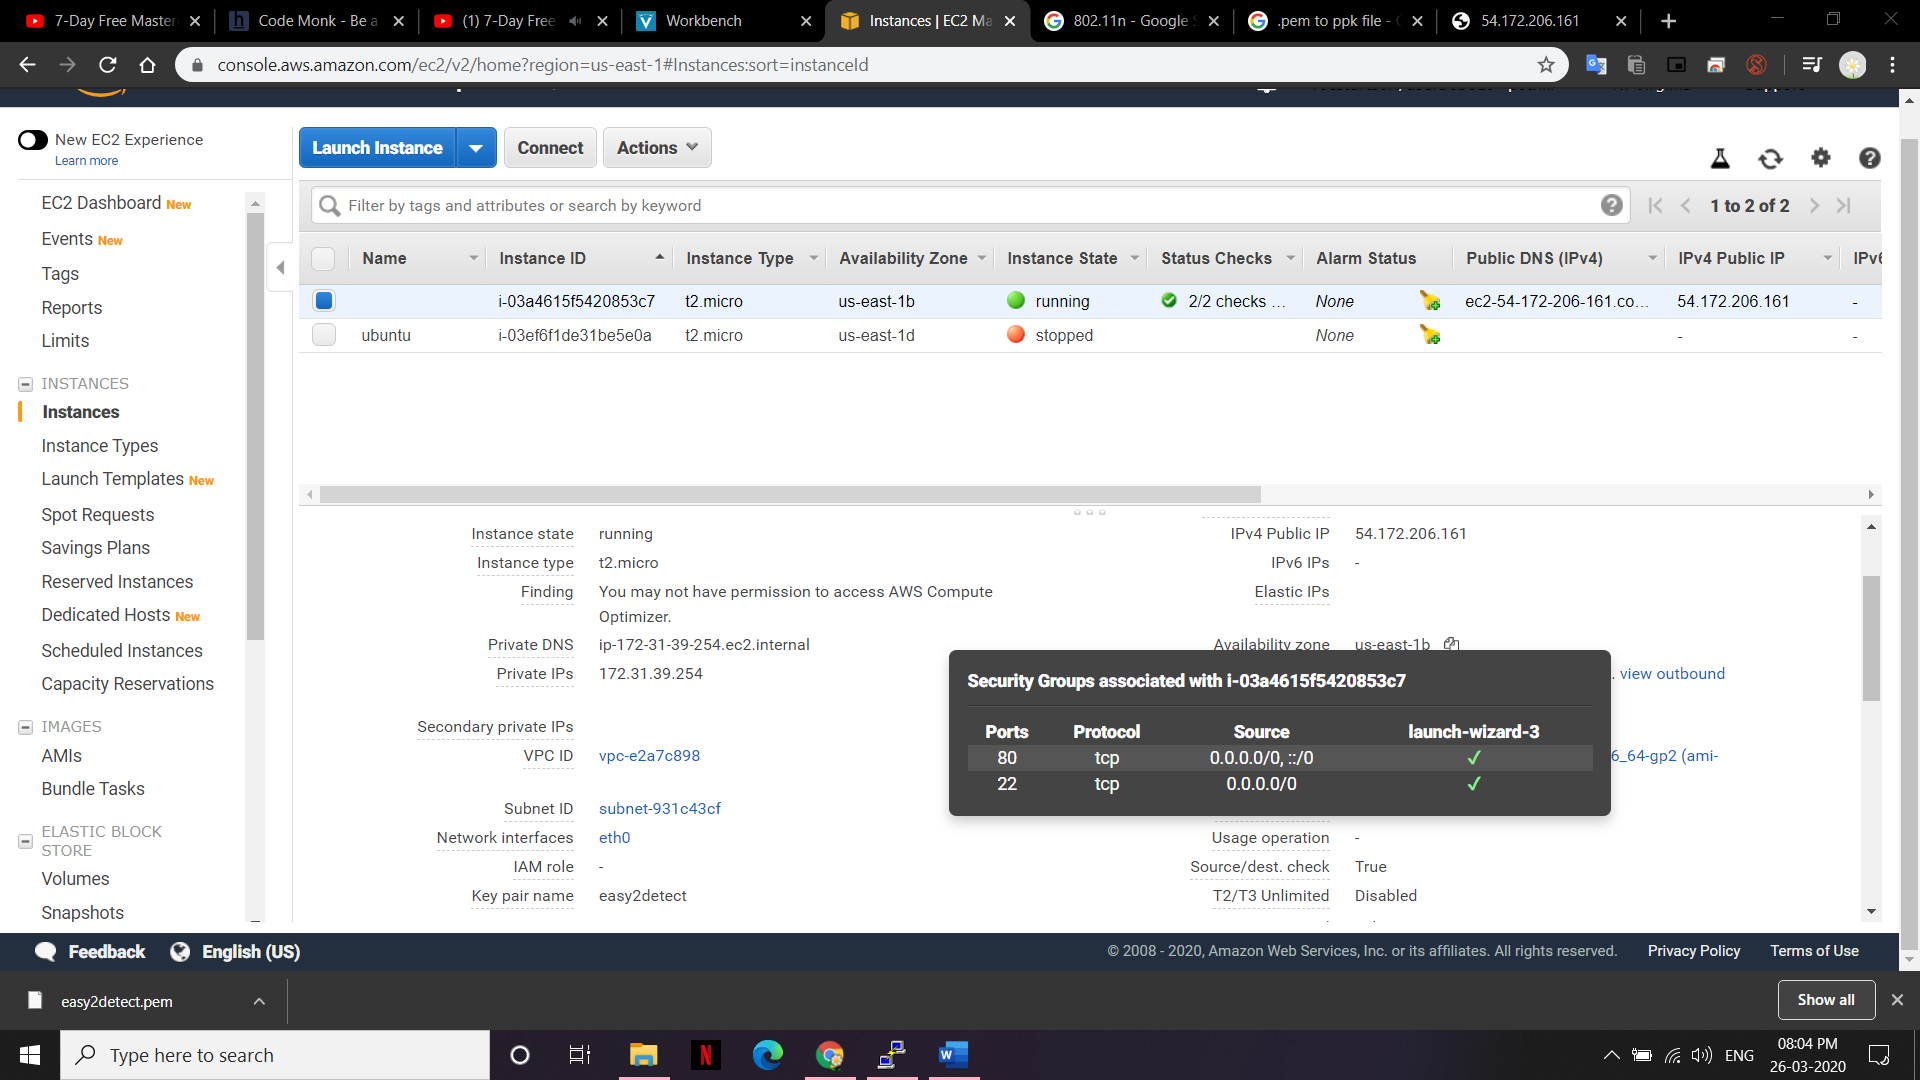 7-Day Free Master
Code Monk - Be a
(1) 7-Day Free
Workbench
Instances | EC2 Ma
802.11n - Google S
.pem to ppk file - G
54.172.206.161
console.aws.amazon.com/ec2/v2/home?region=us-east-1#Instances:sort=instanceId
New EC2 Experience
Learn more
EC2 Dashboard New
Events New
Tags
Reports
Limits
INSTANCES
Instances
Instance Types
Launch Templates New
Spot Requests
Savings Plans
Reserved Instances
Dedicated Hosts New
Scheduled Instances
Capacity Reservations
IMAGES
AMIs
Bundle Tasks
ELASTIC BLOCK
STORE
Volumes
Snapshots
Launch Instance
Connect
Actions
Filter by tags and attributes or search by keyword
1 to 2 of 2
Name Instance ID Instance Type Availability Zone Instance State Status Checks Alarm Status Public DNS (IPv4) IPv4 Public IP IPv6
i-03a4615f5420853c7 t2.micro us-east-1b running 2/2 checks ... None ec2-54-172-206-161.co... 54.172.206.161 -
ubuntu i-03ef6f1de31be5e0a t2.micro us-east-1d stopped None - -
Instance state running
Instance type t2.micro
Finding You may not have permission to access AWS Compute
Optimizer.
Private DNS ip-172-31-39-254.ec2.internal
Private IPs 172.31.39.254
Secondary private IPs
VPC ID vpc-e2a7c898
Subnet ID subnet-931c43cf
Network interfaces eth0
IAM role -
Key pair name easy2detect
IPv4 Public IP 54.172.206.161
IPv6 IPs -
Elastic IPs
Availability zone us-east-1b
. view outbound
Security Groups associated with i-03a4615f5420853c7
Ports Protocol Source launch-wizard-3
80 tcp 0.0.0.0/0, ::/0 ✓
22 tcp 0.0.0.0/0 ✓
6_64-gp2 (ami-
Usage operation -
Source/dest. check True
T2/T3 Unlimited Disabled
Feedback
English (US)
© 2008 - 2020, Amazon Web Services, Inc. or its affiliates. All rights reserved.
Privacy Policy
Terms of Use
easy2detect.pem
Show all
Type here to search
ENG
08:04 PM
26-03-2020